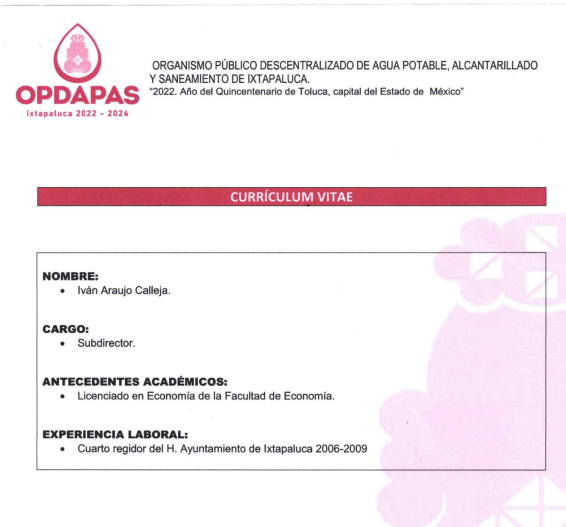 OPDAPAS
Ixtapaluca 2022 - 2024
ORGANISMO PÚBLICO DESCENTRALIZADO DE AGUA POTABLE, ALCANTARILLADO
Y SANEAMIENTO DE IXTAPALUCA.
"2022. Año del Quincentenario de Toluca, capital del Estado de México"
CURRÍCULUM VITAE
NOMBRE:
• Iván Araujo Calleja.
CARGO:
• Subdirector.
ANTECEDENTES ACADÉMICOS:
• Licenciado en Economía de la Facultad de Economía.
EXPERIENCIA LABORAL:
• Cuarto regidor del H. Ayuntamiento de Ixtapaluca 2006-2009